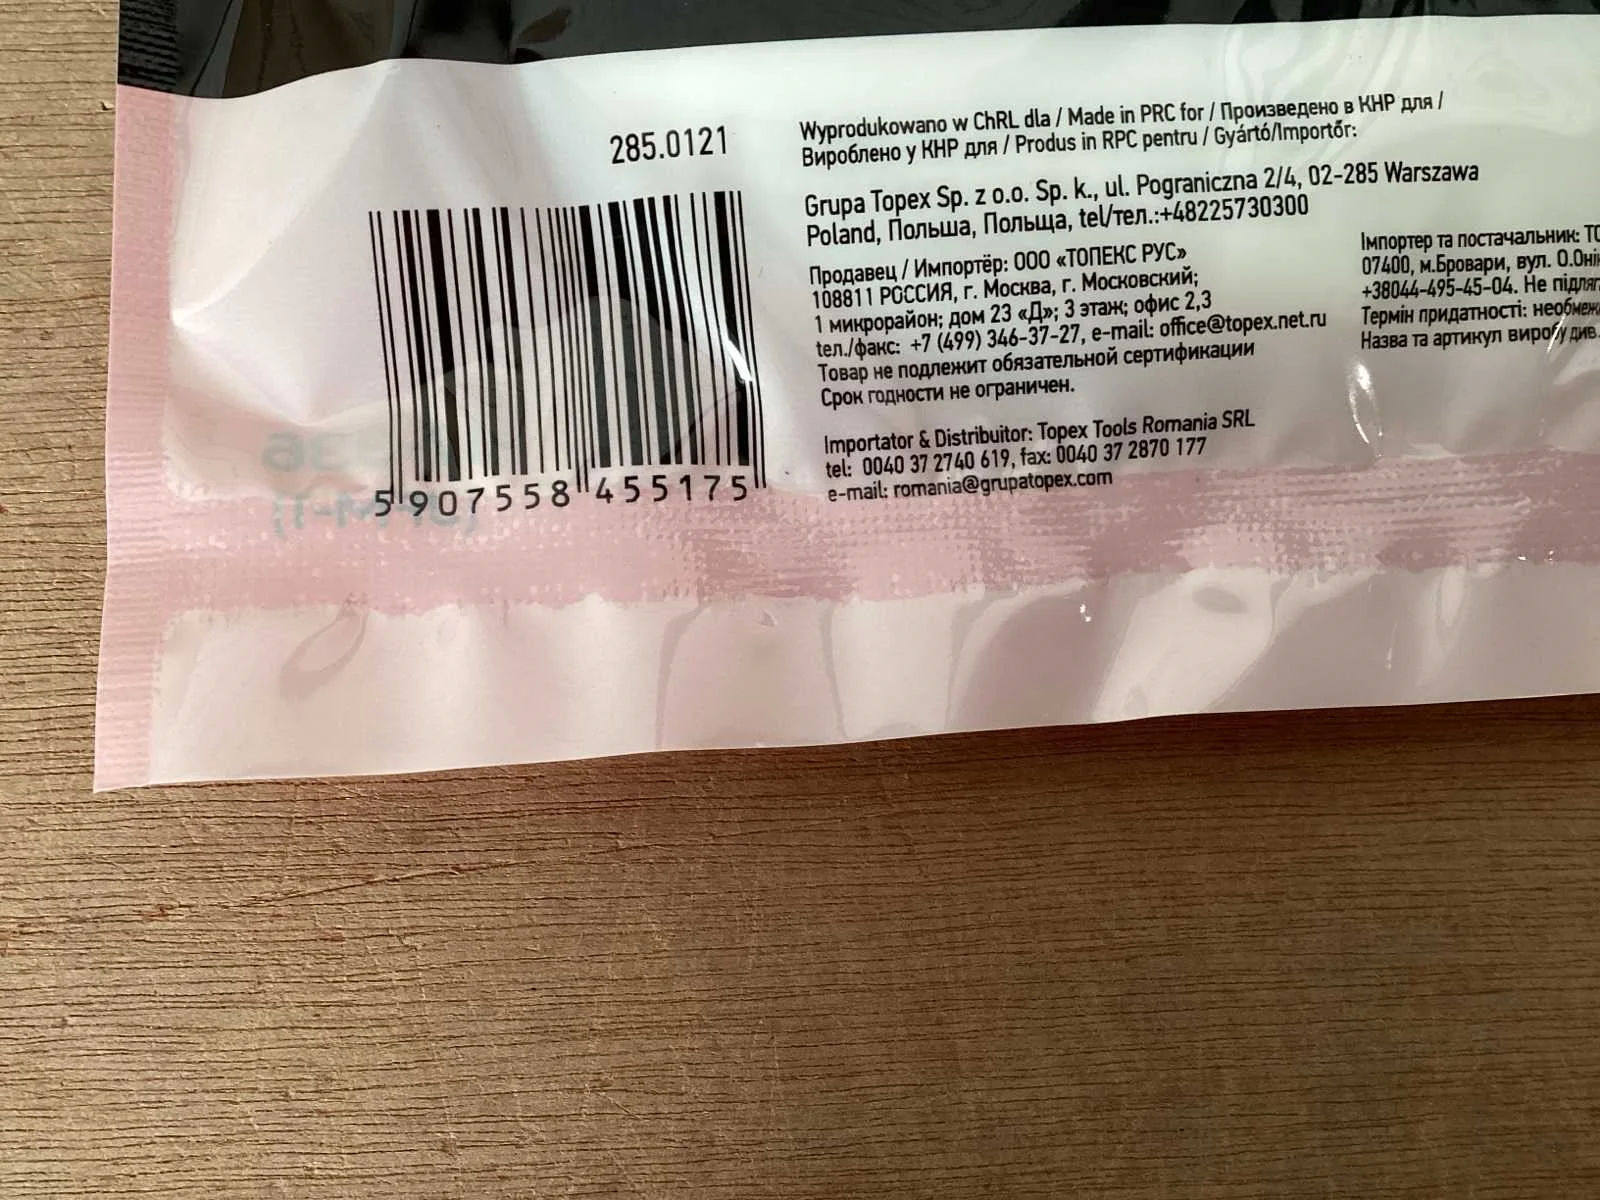 285.0121
5 907558 455175
Wyprodukowano w ChRL dla / Made in PRC for / Произведено в КНР для /
Вироблено у КНР для / Produs in RPC pentru / Gyártó/Importőr:
Grupa Topex Sp. z o.o. Sp. k., ul. Pograniczna 2/4, 02-285 Warszawa
Poland, Польша, Польща, tel/тел.:+48225730300
Продавец / Импортёр: ООО «ТОПЕКС РУС»
108811 РОССИЯ, г. Москва, г. Московский;
1 микрорайон; дом 23 «Д»; 3 этаж; офис 2,3
тел./факс: +7 (499) 346-37-27, e-mail: office@topex.net.ru
Товар не подлежит обязательной сертификации
Срок годности не ограничен.
Importator & Distribuitor: Topex Tools Romania SRL
tel: 0040 37 2740 619, fax: 0040 37 2870 177
e-mail: romania@grupatopex.com
Імпортер та постачальник:
07400, м.Бровари, вул.
+38044-495-45-04. Не
Термін придатності:
Назва та артикул виробу див.